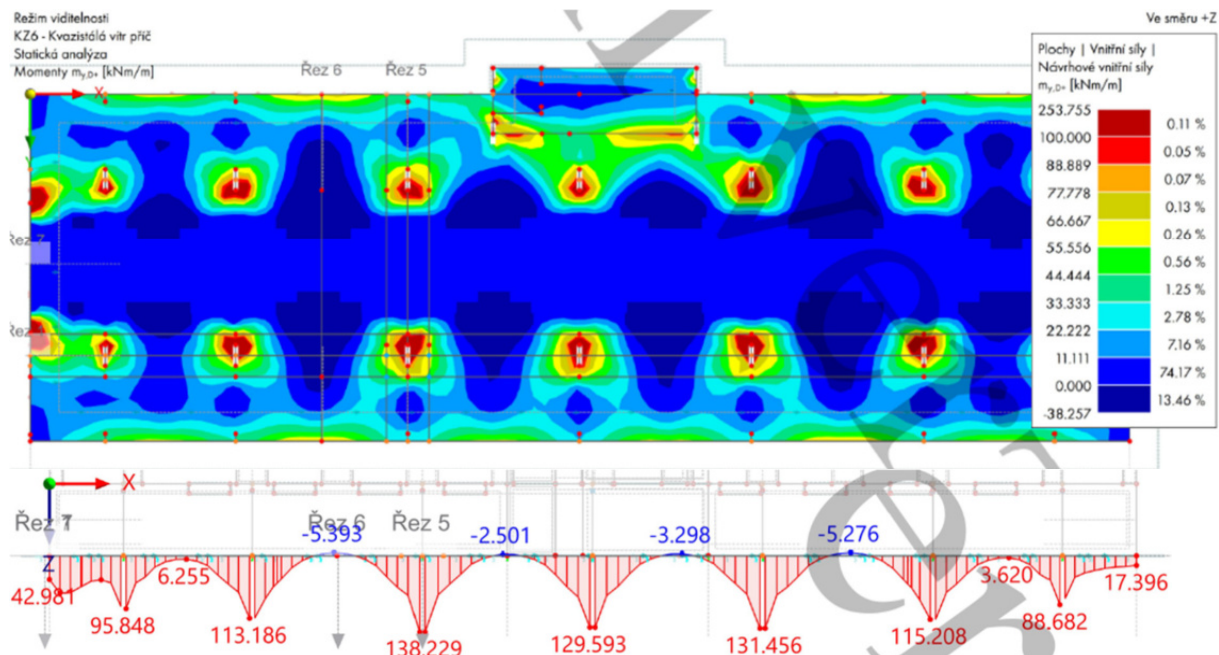 Režim viditelnosti
KZ6 - Kvazistálá vítr příč
Statická analýza
Momenty my,D+ [kNm/m]
Ve směru +Z
Řez 6
Řez 5
X
Řez 7
Plochy | Vnitřní síly |
Návrhové vnitřní síly
my,D+ [kNm/m]
253.755
0.11 %
100.000
0.05 %
88.889
0.07 %
77.778
0.13 %
66.667
0.26 %
55.556
0.56 %
44.444
1.25 %
33.333
2.78 %
22.222
7.16 %
11.111
74.17 %
0.000
13.46 %
-38.257
X
Řez 7
Řez 6
Řez 5
-5.393
-2.501
-3.298
-5.276
Z
42.981
6.255
3.620
17.396
95.848
113.186
138.229
129.593
131.456
115.208
88.682